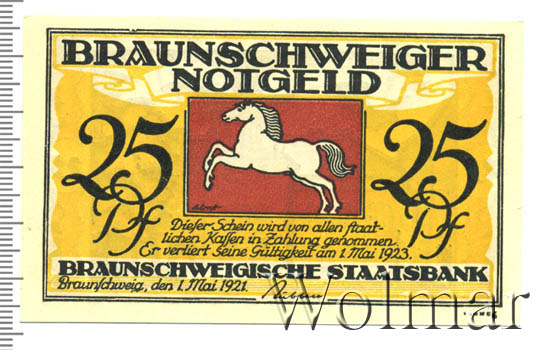 BRAUNSCHWEIGER
NOTGELD
25 Pf
25 Pf
Dieser Schein wird von allen staat-
lichen Kassen in Zahlung genommen.
Er verliert seine Gültigkeit am 1. Mai 1923.
BRAUNSCHWEIGISCHE STAATSBANK
Braunschweig, den 1. Mai 1921.
Wolmar